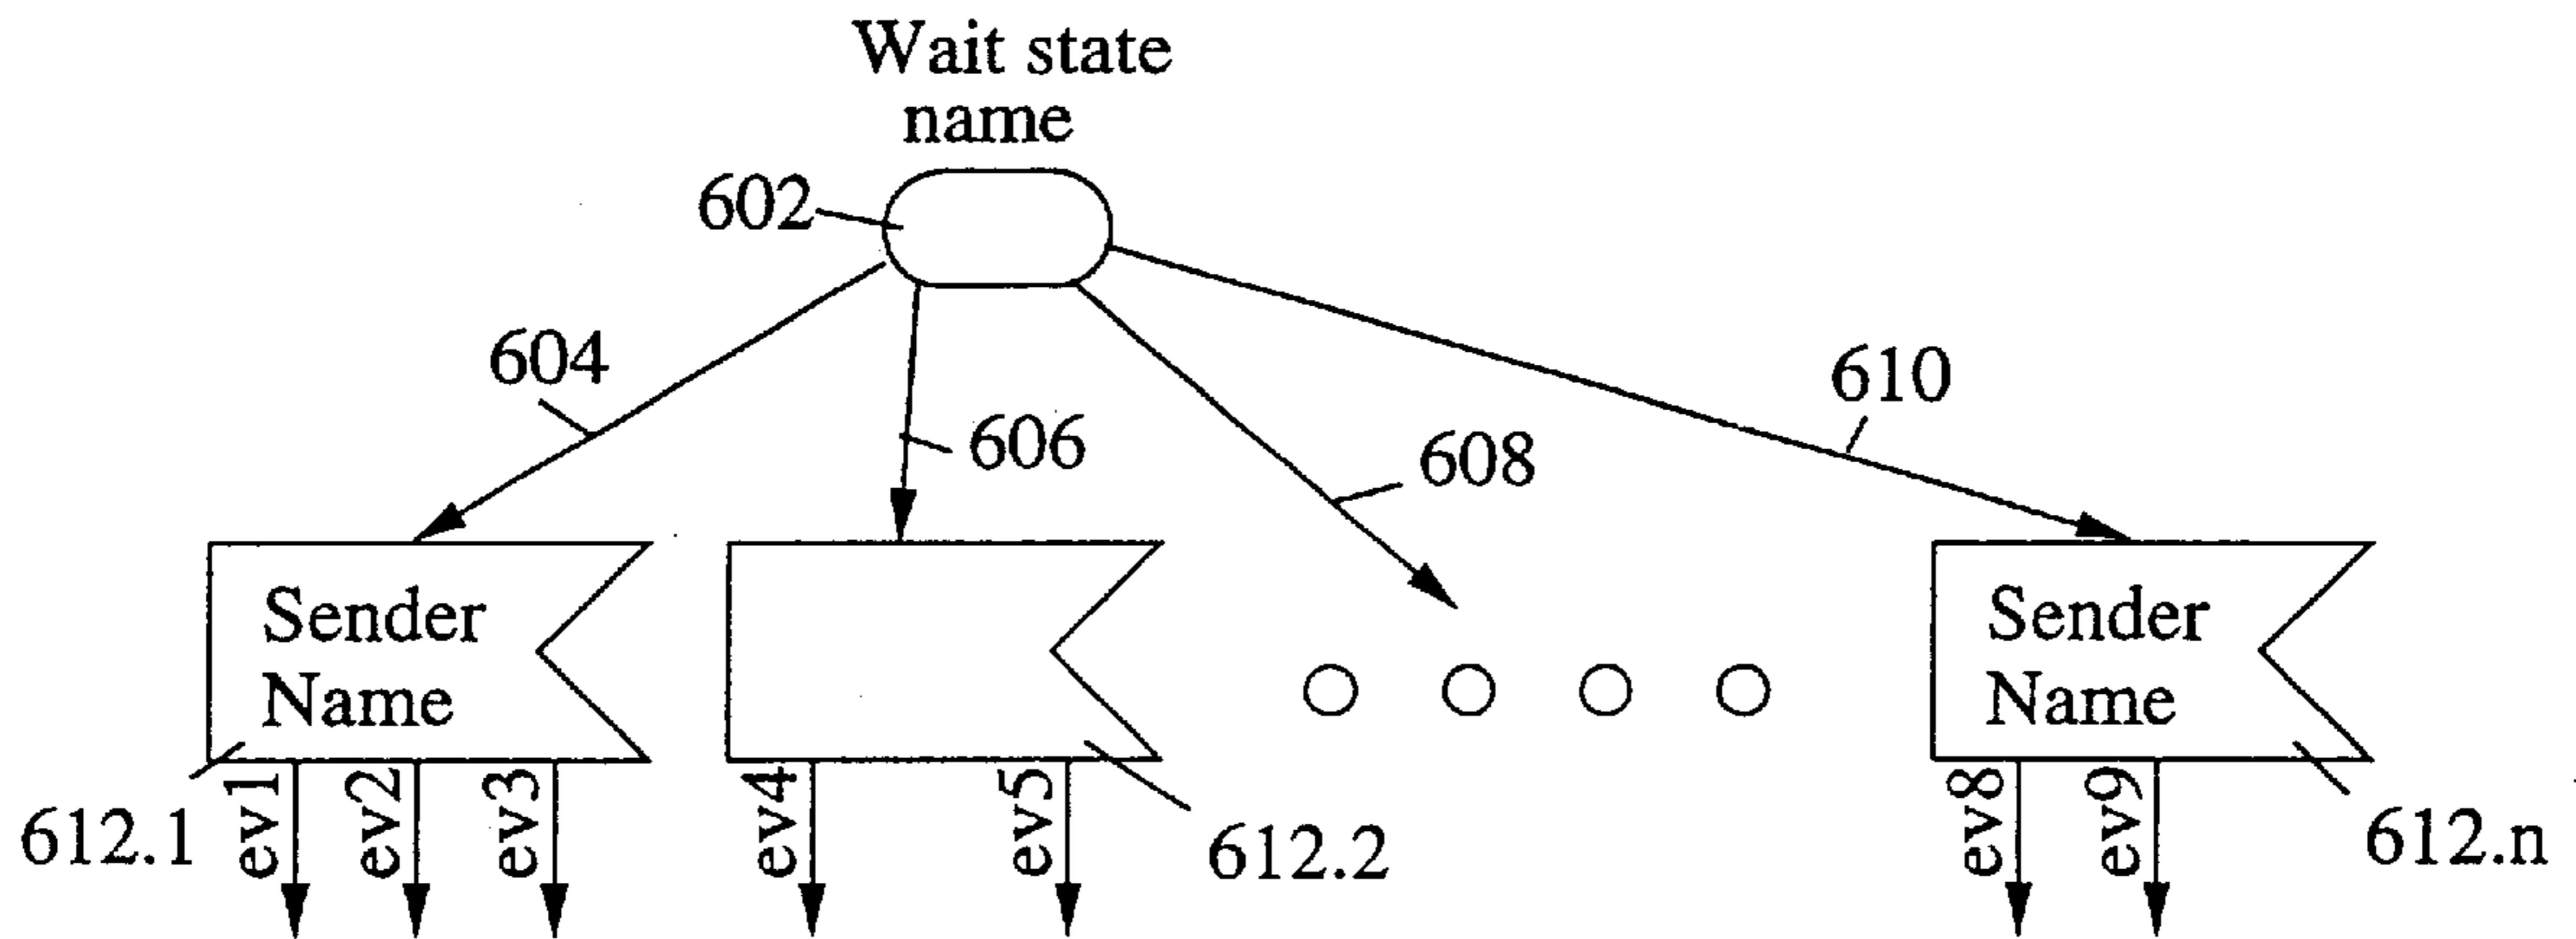 Wait state
name
602
604
606
608
610
Sender
Name
Sender
Name
612.1
ev1
ev2
ev3
ev4
ev5
612.2
ev8
ev9
612.n